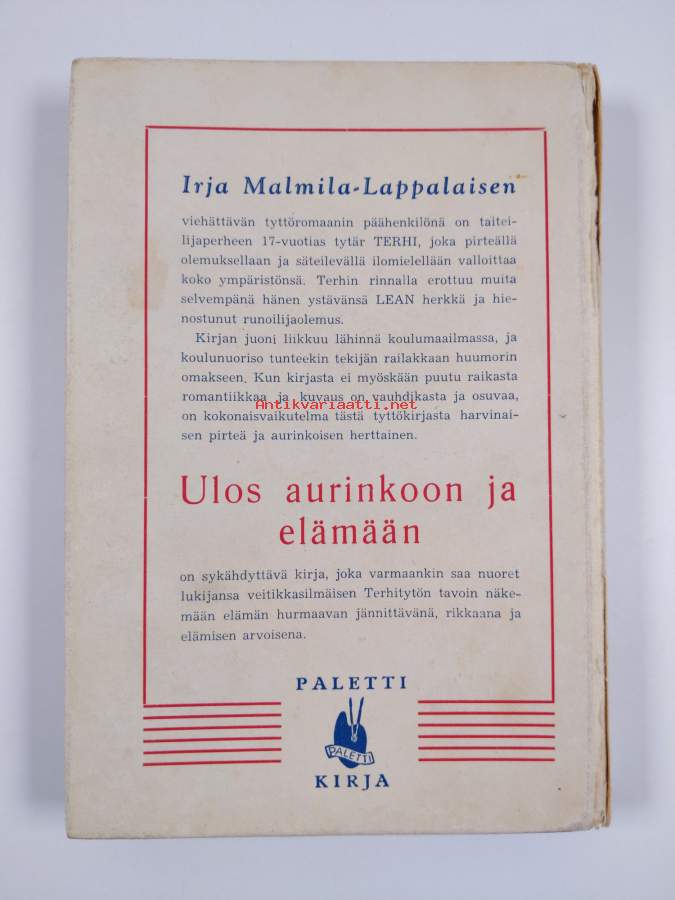 Irja Malmila-Lappalaisen
viehättävän tyttöromaanin päähenkilönä on taitei-
lijaperheen 17-vuotias tytär TERHI, joka pirteällä
olemuksellaan ja säteilevällä ilomielellään valloittaa
koko ympäristönsä. Terhin rinnalla erottuu muita
selvempänä hänen ystävänsä LEAN herkkä ja hie-
nostunut runoilijaolemus.
Kirjan juoni liikkuu lähinnä koulumaailmassa, ja
koulunuoriso tunteekin tekijän railakkaan huumorin
omakseen. Kun kirjasta ei myöskään puutu raikasta
romantiikkaa ja kuvaus on vauhdikasta ja osuvaa,
Antikvariaatti.net
on kokonaisvaikutelma tästä tyttökirjasta harvinai-
sen pirteä ja aurinkoisen herttainen.
Ulos aurinkoon ja
elämään
on sykähdyttävä kirja, joka varmaankin saa nuoret
lukijansa veitikkasilmäisen Terhitytön tavoin näke-
mään elämän hurmaavan jännittävänä, rikkaana ja
elämisen arvoisena.
PALETTI
PALETTI
KIRJA